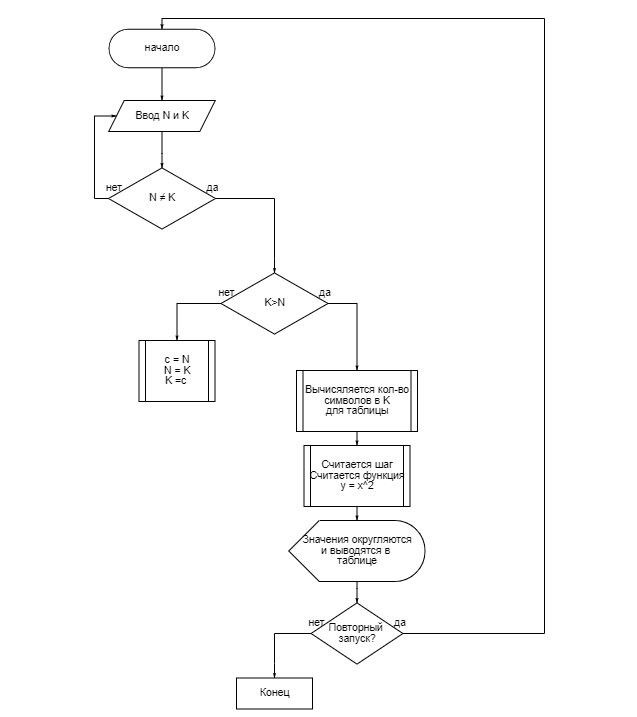 начало
Ввод N и K
нет
да
N ≠ K
нет
да
K>N
c = N
N = K
K =c
Вычисяляется кол-во
символов в K
для таблицы
Считается шаг
Считается функция
y = x^2
Значения округляются
и выводятся в
таблице
нет
да
Повторный
запуск?
Конец